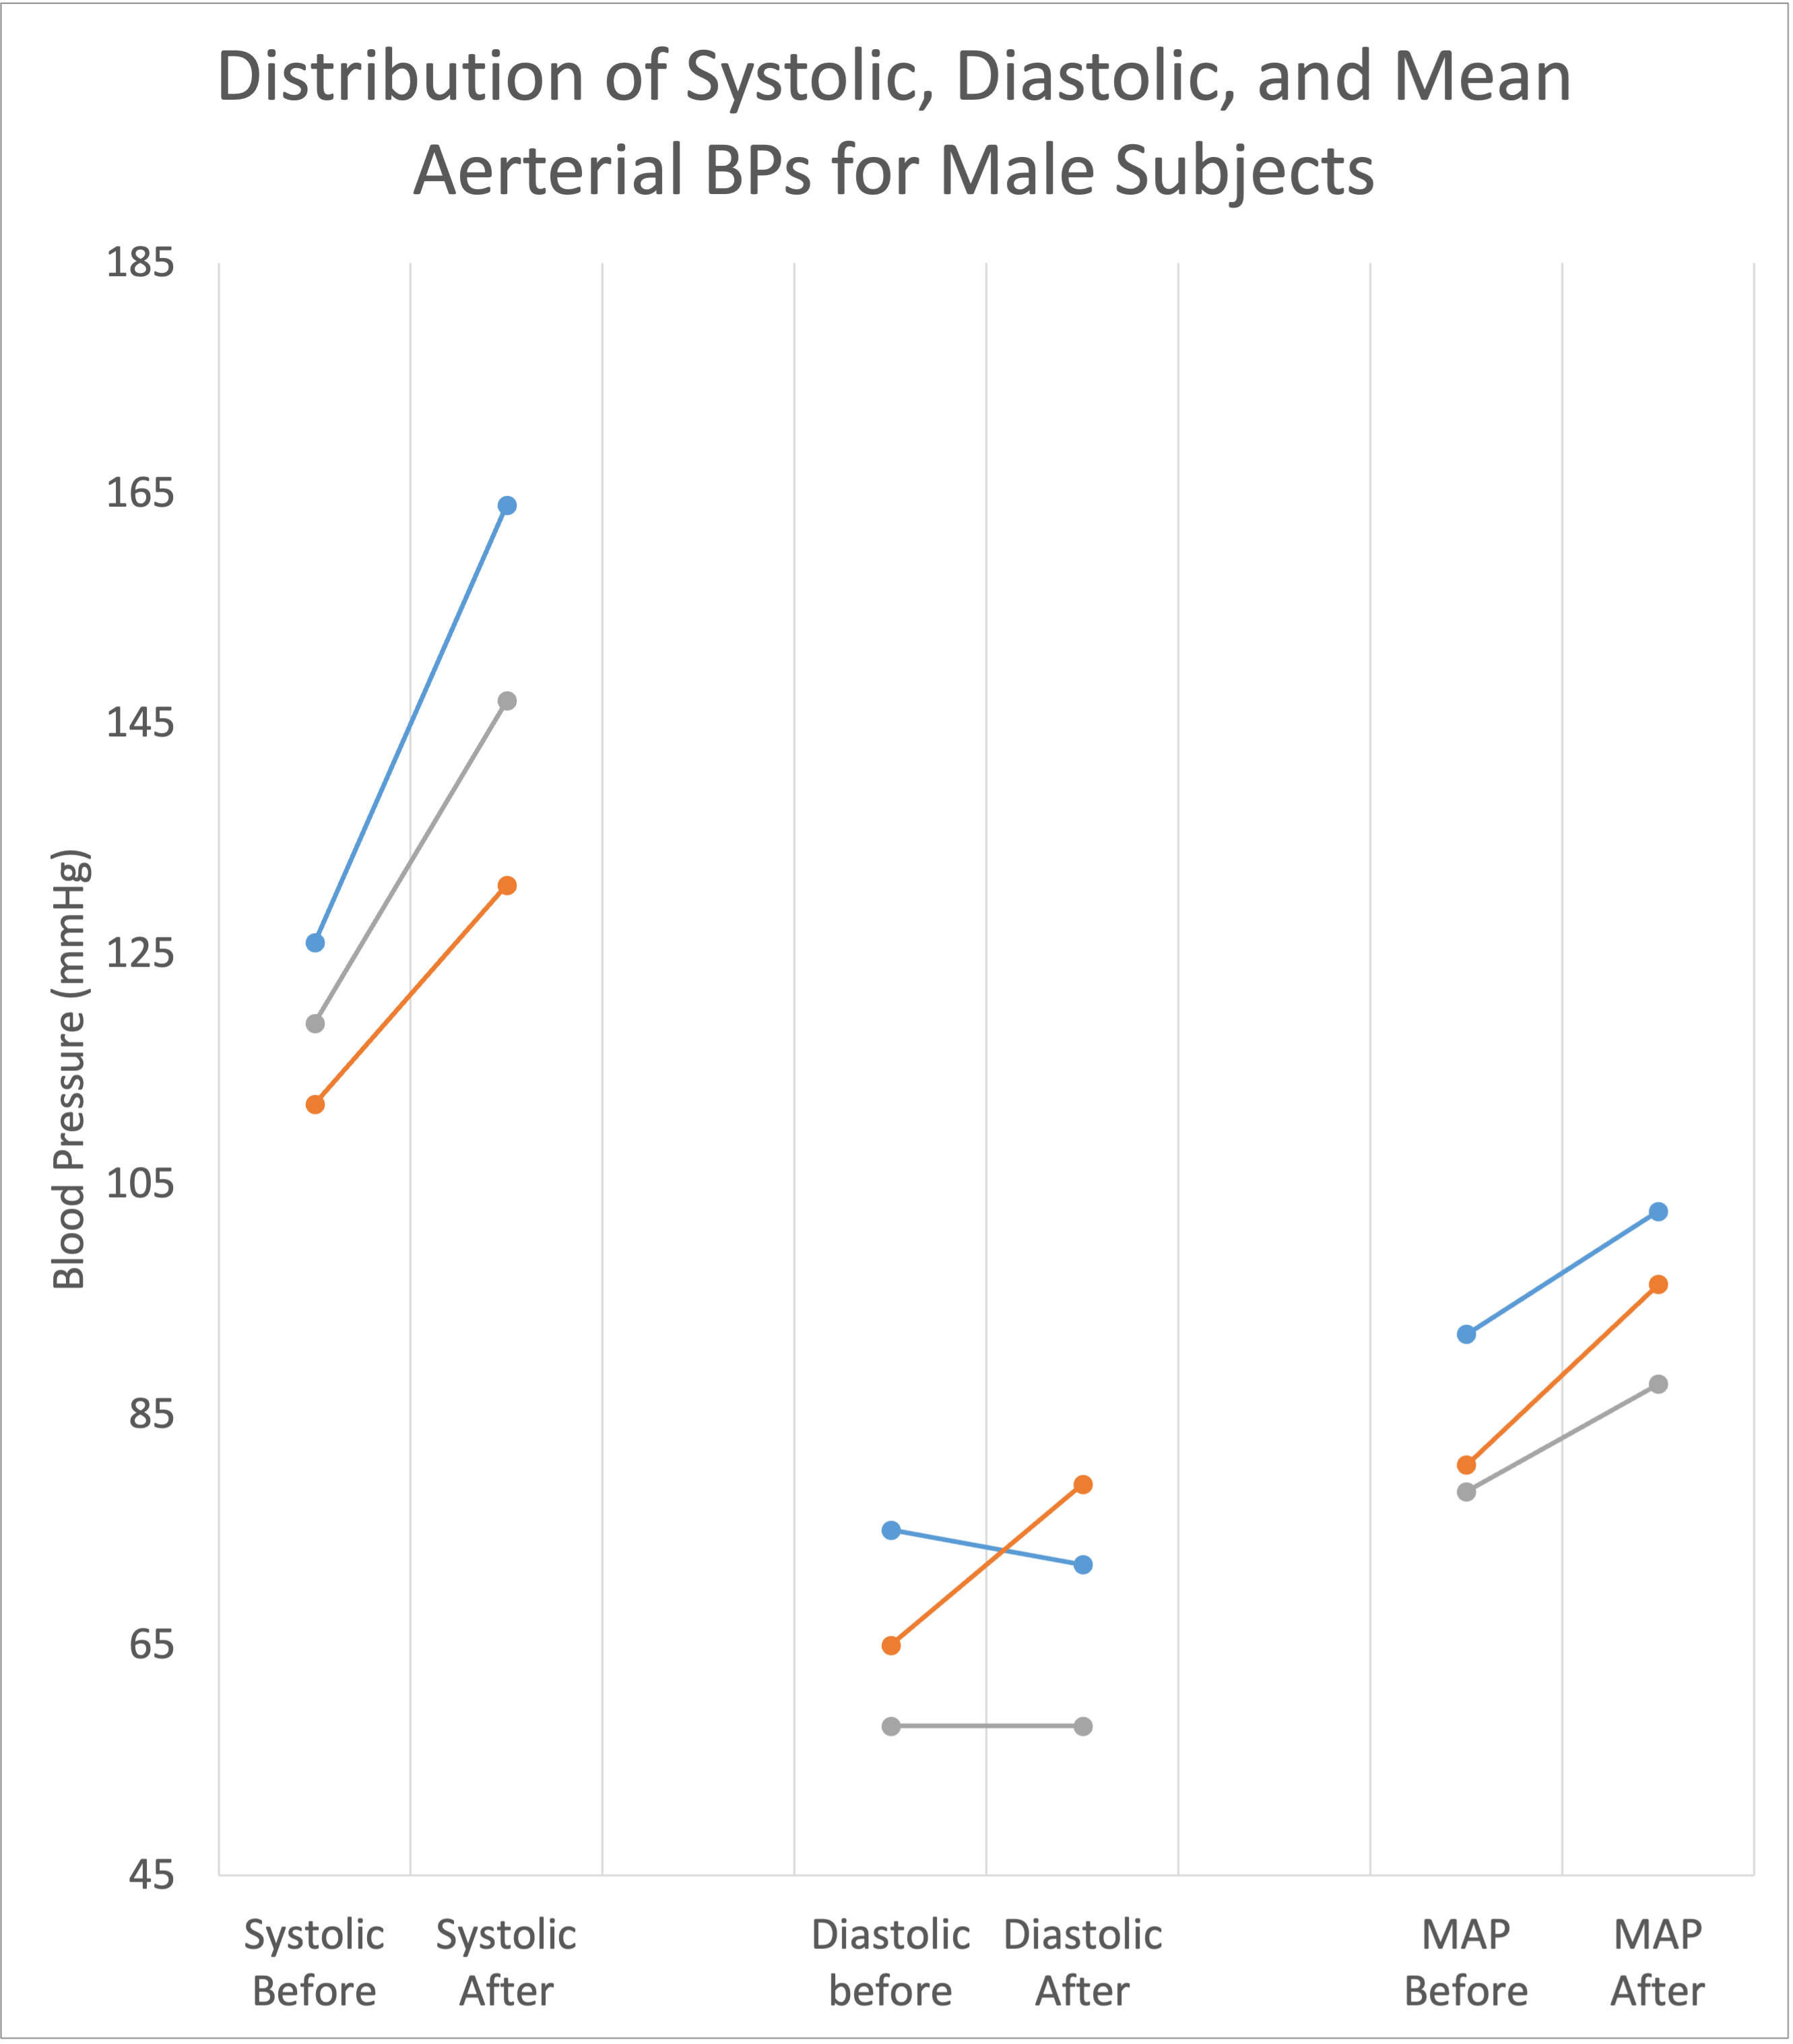 Distribution of Systolic, Diastolic, and Mean
Aerterial BPs for Male Subjects
185
165
145
125
105
85
65
45
Blood Pressure (mmHg)
Systolic Before
Systolic After
Diastolic before
Diastolic After
MAP Before
MAP After